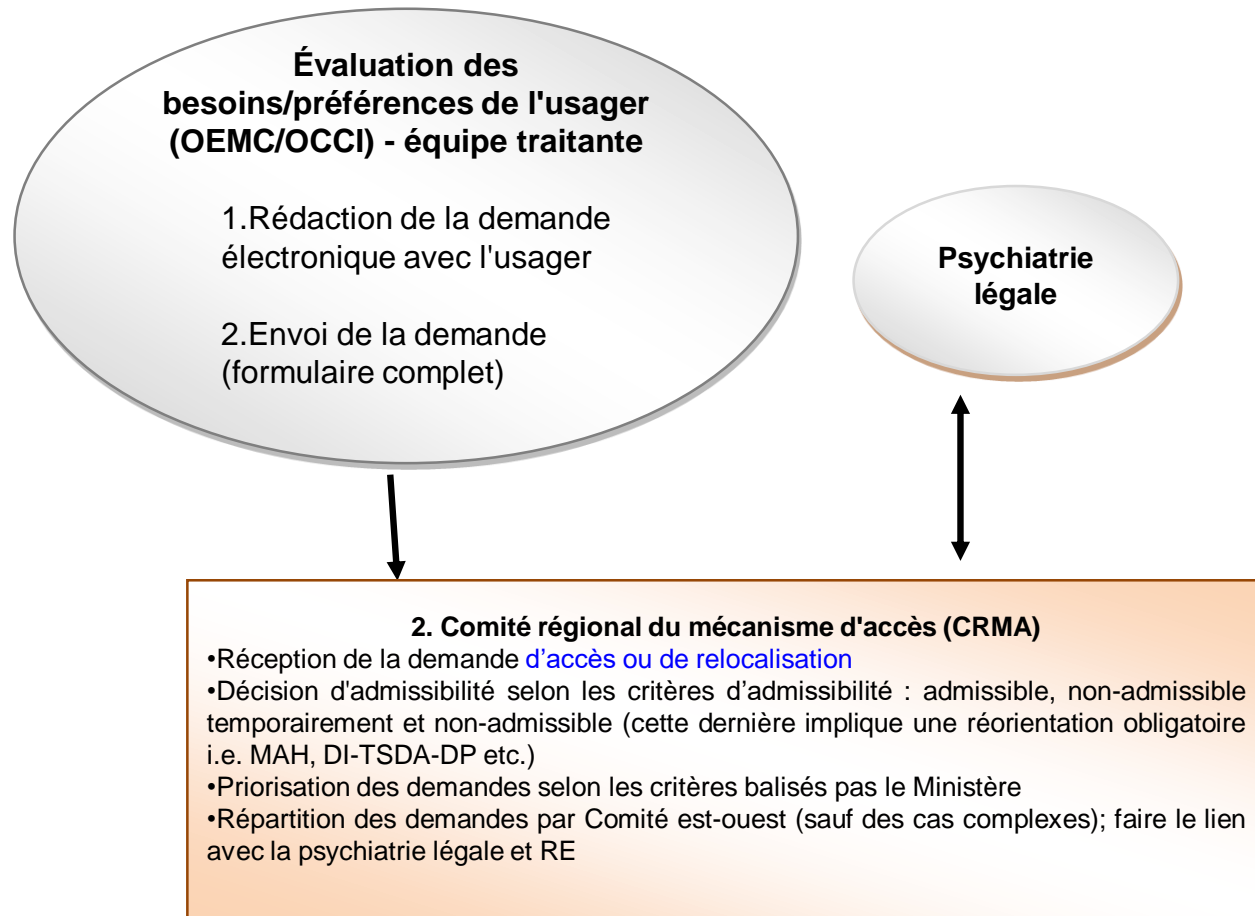 Évaluation des
besoins/préférences de l'usager
(OEMC/OCCI) - équipe traitante
1.Rédaction de la demande
électronique avec l'usager
2.Envoi de la demande
(formulaire complet)
Psychiatrie
légale
2. Comité régional du mécanisme d'accès (CRMA)
•Réception de la demande d’accès ou de relocalisation
•Décision d'admissibilité selon les critères d’admissibilité : admissible, non-admissible
temporairement et non-admissible (cette dernière implique une réorientation obligatoire
i.e. MAH, DI-TSDA-DP etc.)
•Priorisation des demandes selon les critères balisés pas le Ministère
•Répartition des demandes par Comité est-ouest (sauf des cas complexes); faire le lien
avec la psychiatrie légale et RE